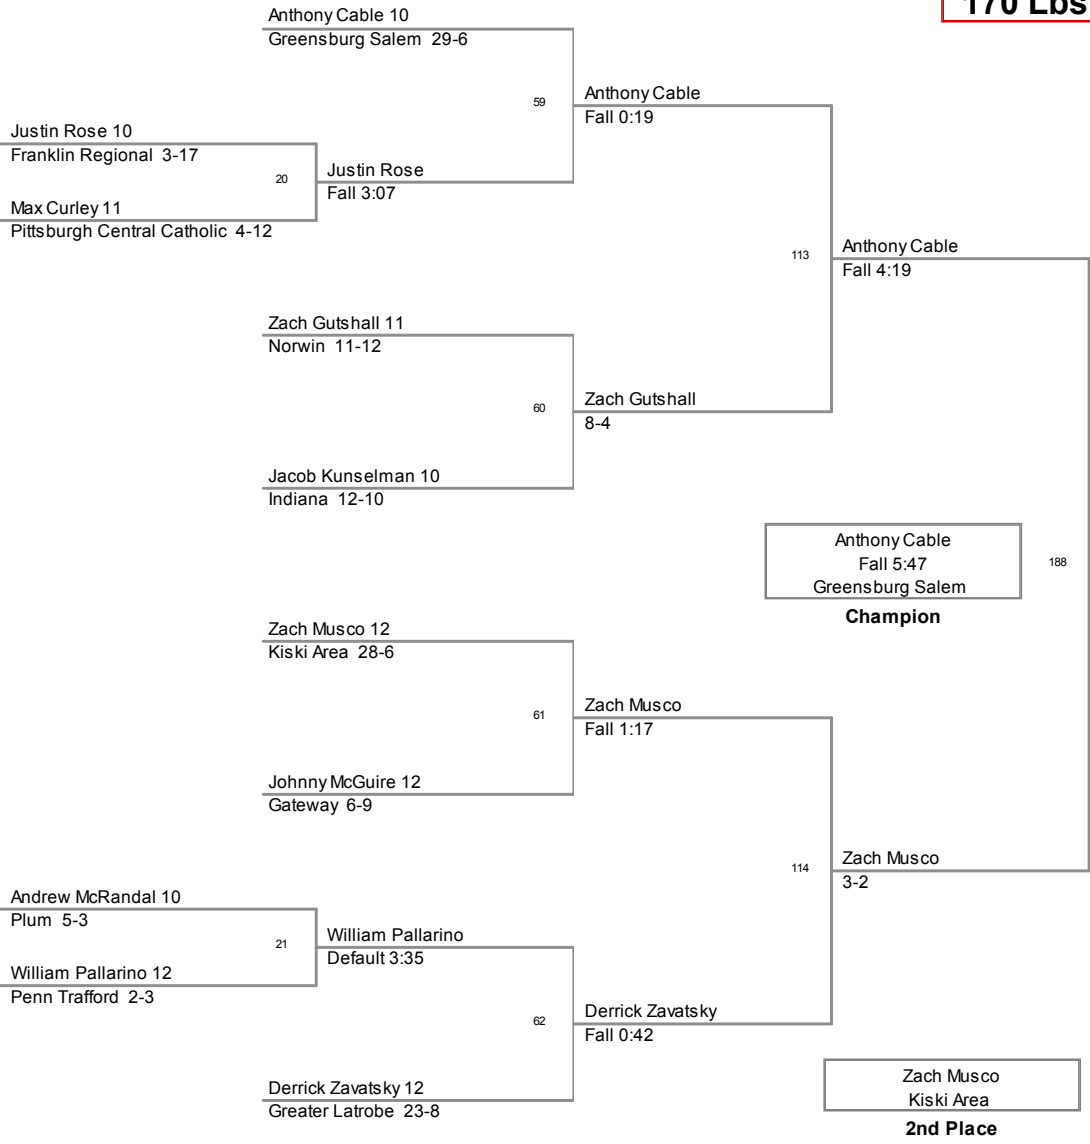 170 Lbs
Anthony Cable 10
Greensburg Salem 29-6
59
Anthony Cable
Fall 0:19
Justin Rose 10
Franklin Regional 3-17
20
Justin Rose
Fall 3:07
Max Curley 11
Pittsburgh Central Catholic 4-12
113
Anthony Cable
Fall 4:19
Zach Gutshall 11
Norwin 11-12
60
Zach Gutshall
8-4
Jacob Kunselman 10
Indiana 12-10
Anthony Cable
Fall 5:47
Greensburg Salem
188
Champion
Zach Musco 12
Kiski Area 28-6
61
Zach Musco
Fall 1:17
Johnny McGuire 12
Gateway 6-9
114
Zach Musco
3-2
Andrew McRandal 10
Plum 5-3
21
William Pallarino
Default 3:35
William Pallarino 12
Penn Trafford 2-3
62
Derrick Zavatsky
Fall 0:42
Derrick Zavatsky 12
Greater Latrobe 23-8
Zach Musco
Kiski Area
2nd Place